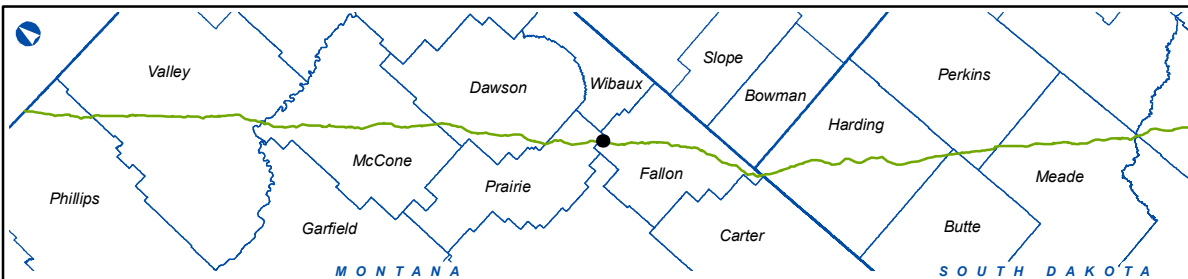 Slope
Valley
Perkins
Dawson
Wibaux
Bowman
Harding
McCone
Fallon
Meade
Prairie
Phillips
Garfield
Butte
Carter
MONTANA
SOUTH DAKOTA